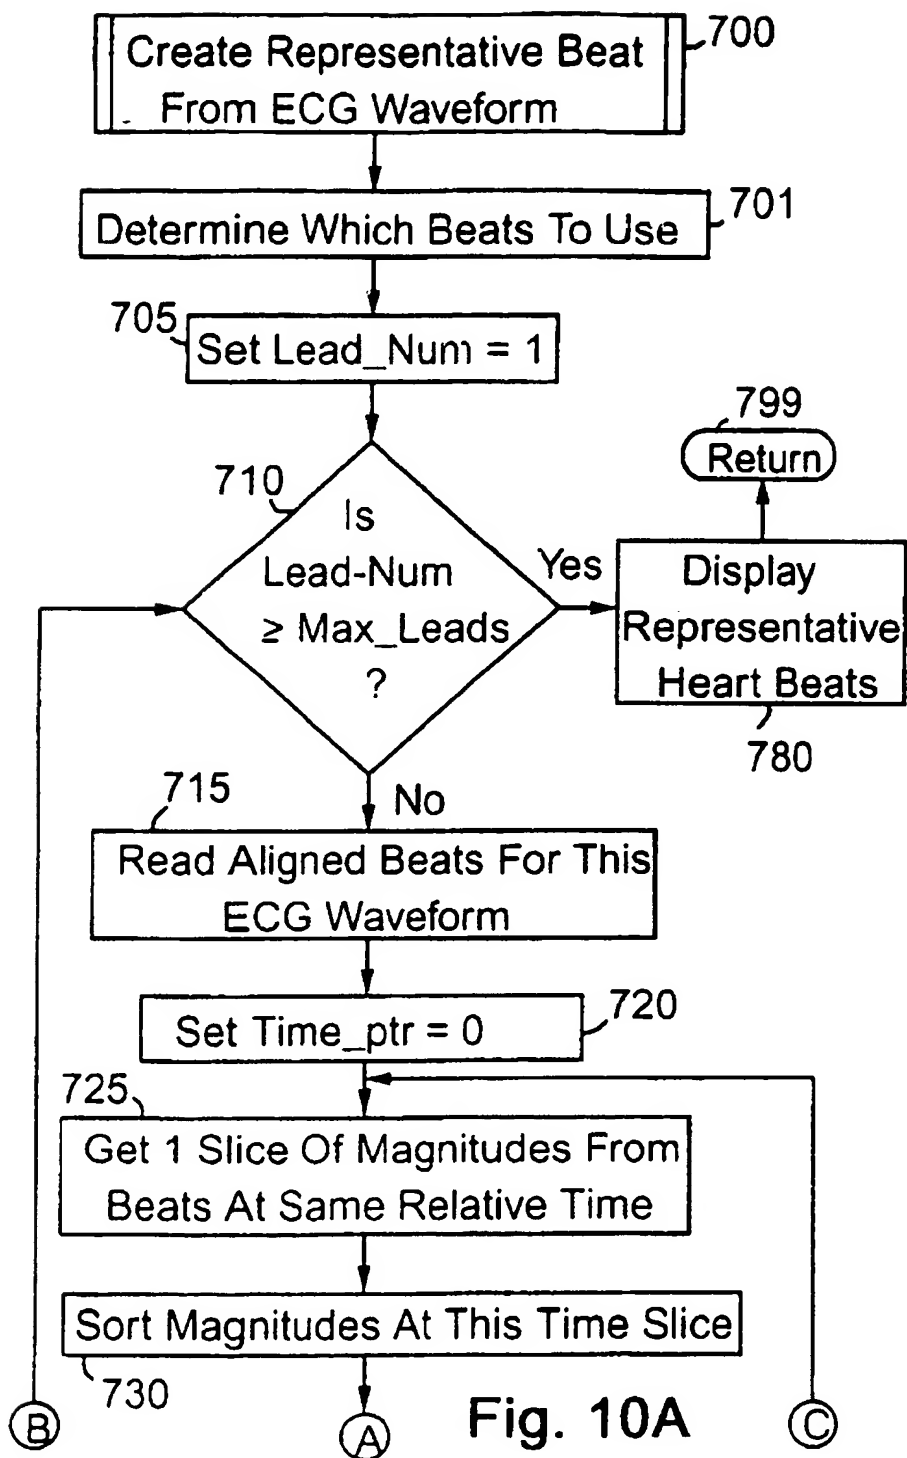 Create Representative Beat
From ECG Waveform
700
Determine Which Beats To Use
701
705
Set Lead_Num = 1
799
Return
710
Is
Lead-Num
≥ Max_Leads
?
Yes
Display
Representative
Heart Beats
780
No
715
Read Aligned Beats For This
ECG Waveform
Set Time_ptr = 0
720
725
Get 1 Slice Of Magnitudes From
Beats At Same Relative Time
Sort Magnitudes At This Time Slice
730
B
A
Fig. 10A
C